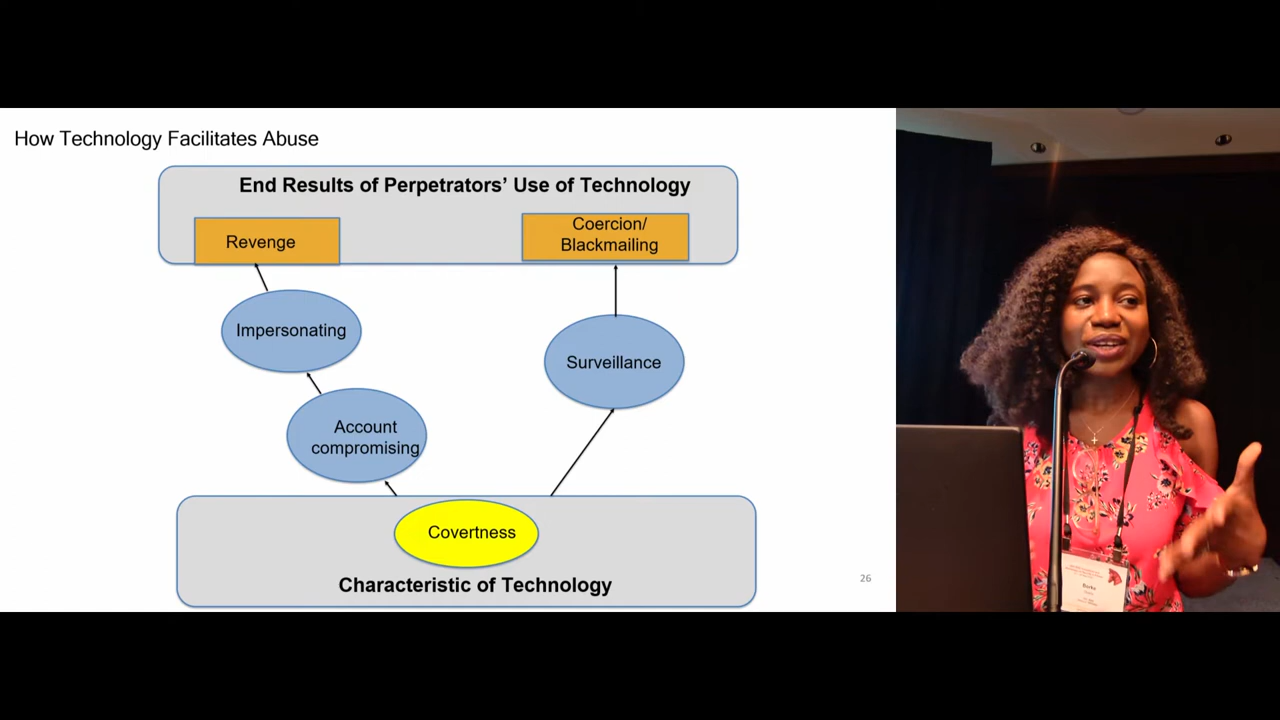 How Technology Facilitates Abuse
End Results of Perpetrators’ Use of Technology
Revenge
Coercion/
Blackmailing
Impersonating
Surveillance
Account
compromising
Covertness
Characteristic of Technology
26